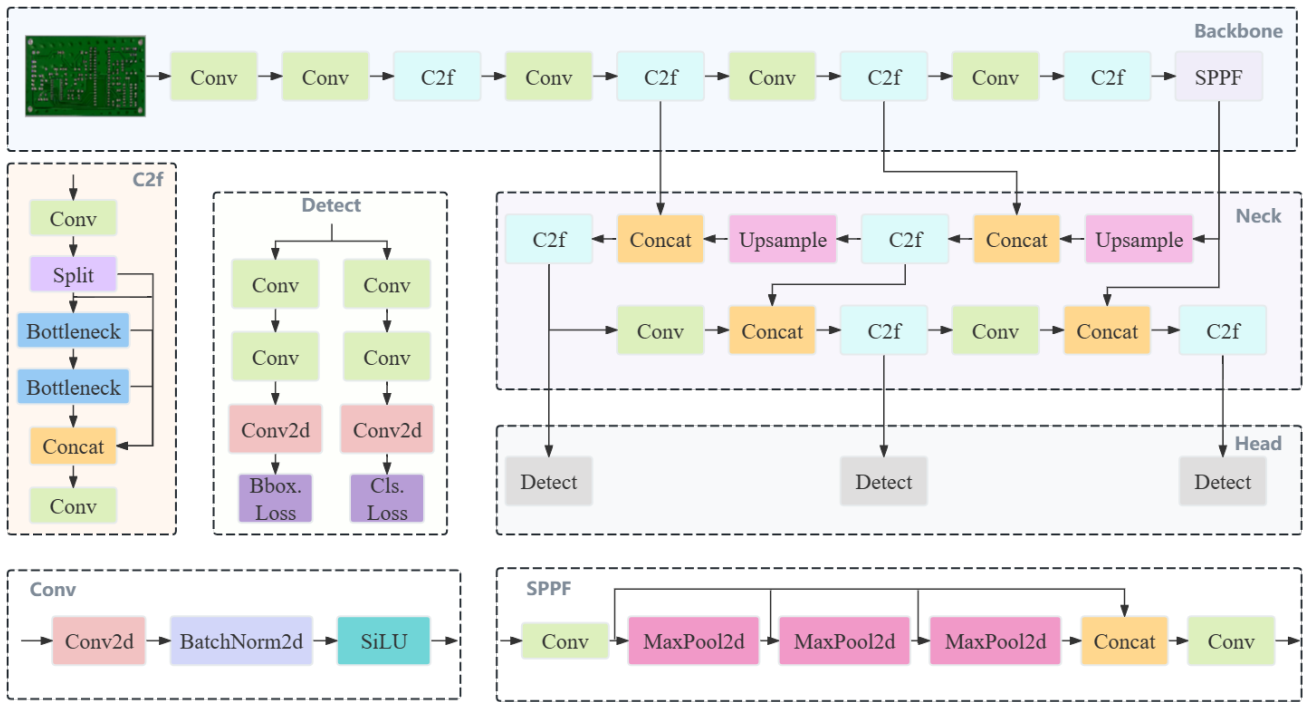 Backbone
Conv
Conv
C2f
Conv
C2f
Conv
C2f
Conv
C2f
SPPF
C2f
Conv
Split
Bottleneck
Bottleneck
Concat
Conv
Detect
Conv
Conv
Conv
Conv
Conv2d
Conv2d
Bbox.
Loss
Cls.
Loss
Neck
C2f
Concat
Upsample
C2f
Concat
Upsample
Conv
Concat
C2f
Conv
Concat
C2f
Head
Detect
Detect
Detect
Conv
Conv2d
BatchNorm2d
SiLU
SPPF
Conv
MaxPool2d
MaxPool2d
MaxPool2d
Concat
Conv